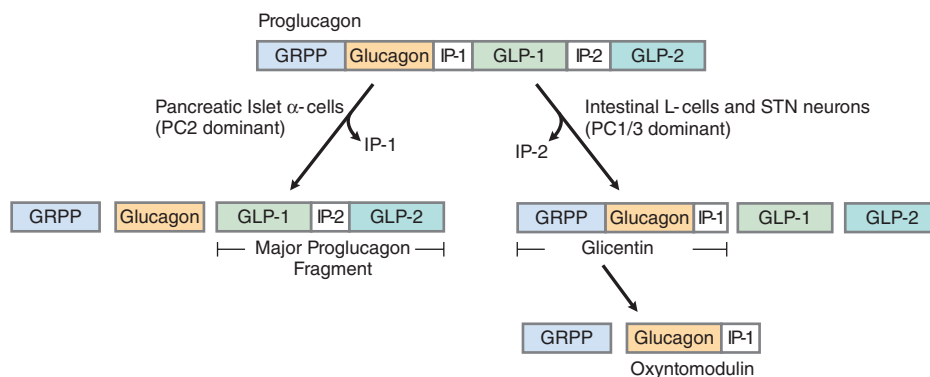 Proglucagon
GRPP Glucagon IP-1 GLP-1 IP-2 GLP-2
Pancreatic Islet α-cells
(PC2 dominant)
IP-1
Intestinal L-cells and STN neurons
(PC1/3 dominant)
IP-2
GRPP Glucagon GLP-1 IP-2 GLP-2
Major Proglucagon
Fragment
GRPP Glucagon IP-1 GLP-1 GLP-2
Glicentin
GRPP Glucagon IP-1
Oxyntomodulin